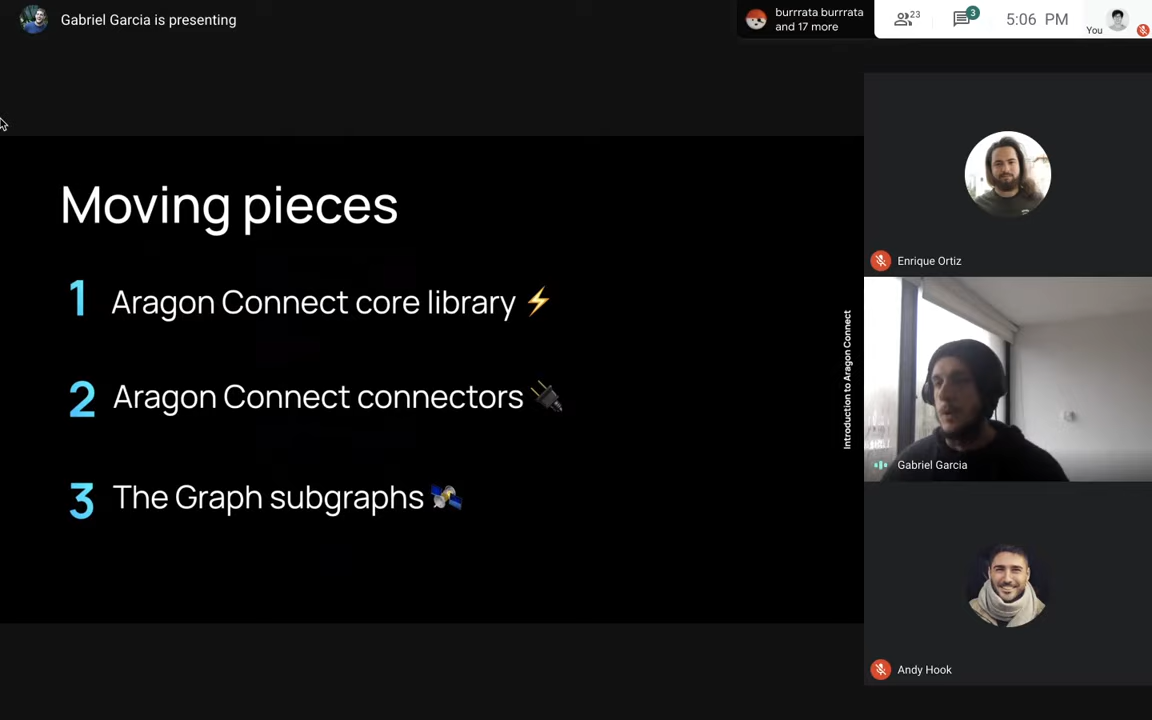 Gabriel Garcia is presenting
burrrata burrrata
and 17 more
23
3
5:06 PM
You
Moving pieces
1 Aragon Connect core library ⚡
2 Aragon Connect connectors 🔌
3 The Graph subgraphs 🛰
Introduction to Aragon Connect
Enrique Ortiz
Gabriel Garcia
Andy Hook